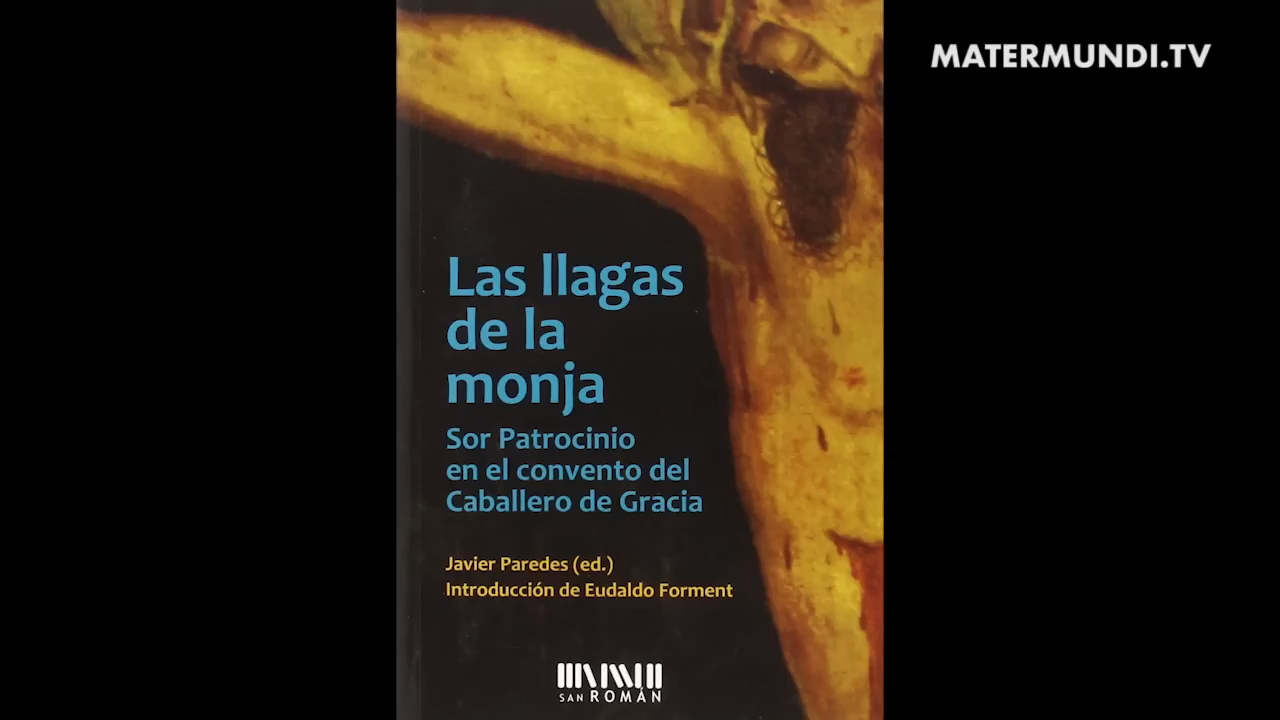 MATERMUNDI.TV
Las llagas
de la
monja
Sor Patrocinio
en el convento del
Caballero de Gracia
Javier Paredes (ed.)
Introducción de Eudaldo Forment
SAN ROMÁN